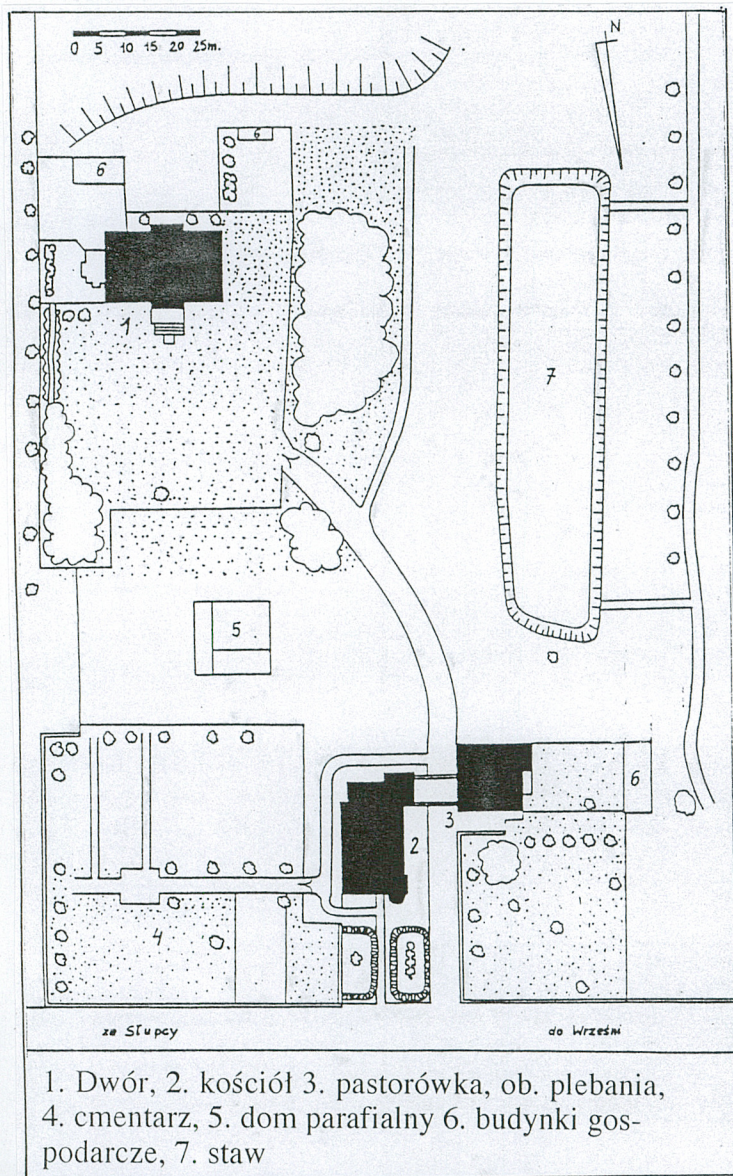 N
0 5 10 15 20 25m.
6
6
1
7
5
6
3
2
4
ze Słupcy
do Wrześni
1. Dwór, 2. kościół 3. pastorówka, ob. plebania,
4. cmentarz, 5. dom parafialny 6. budynki gos-
podarcze, 7. staw